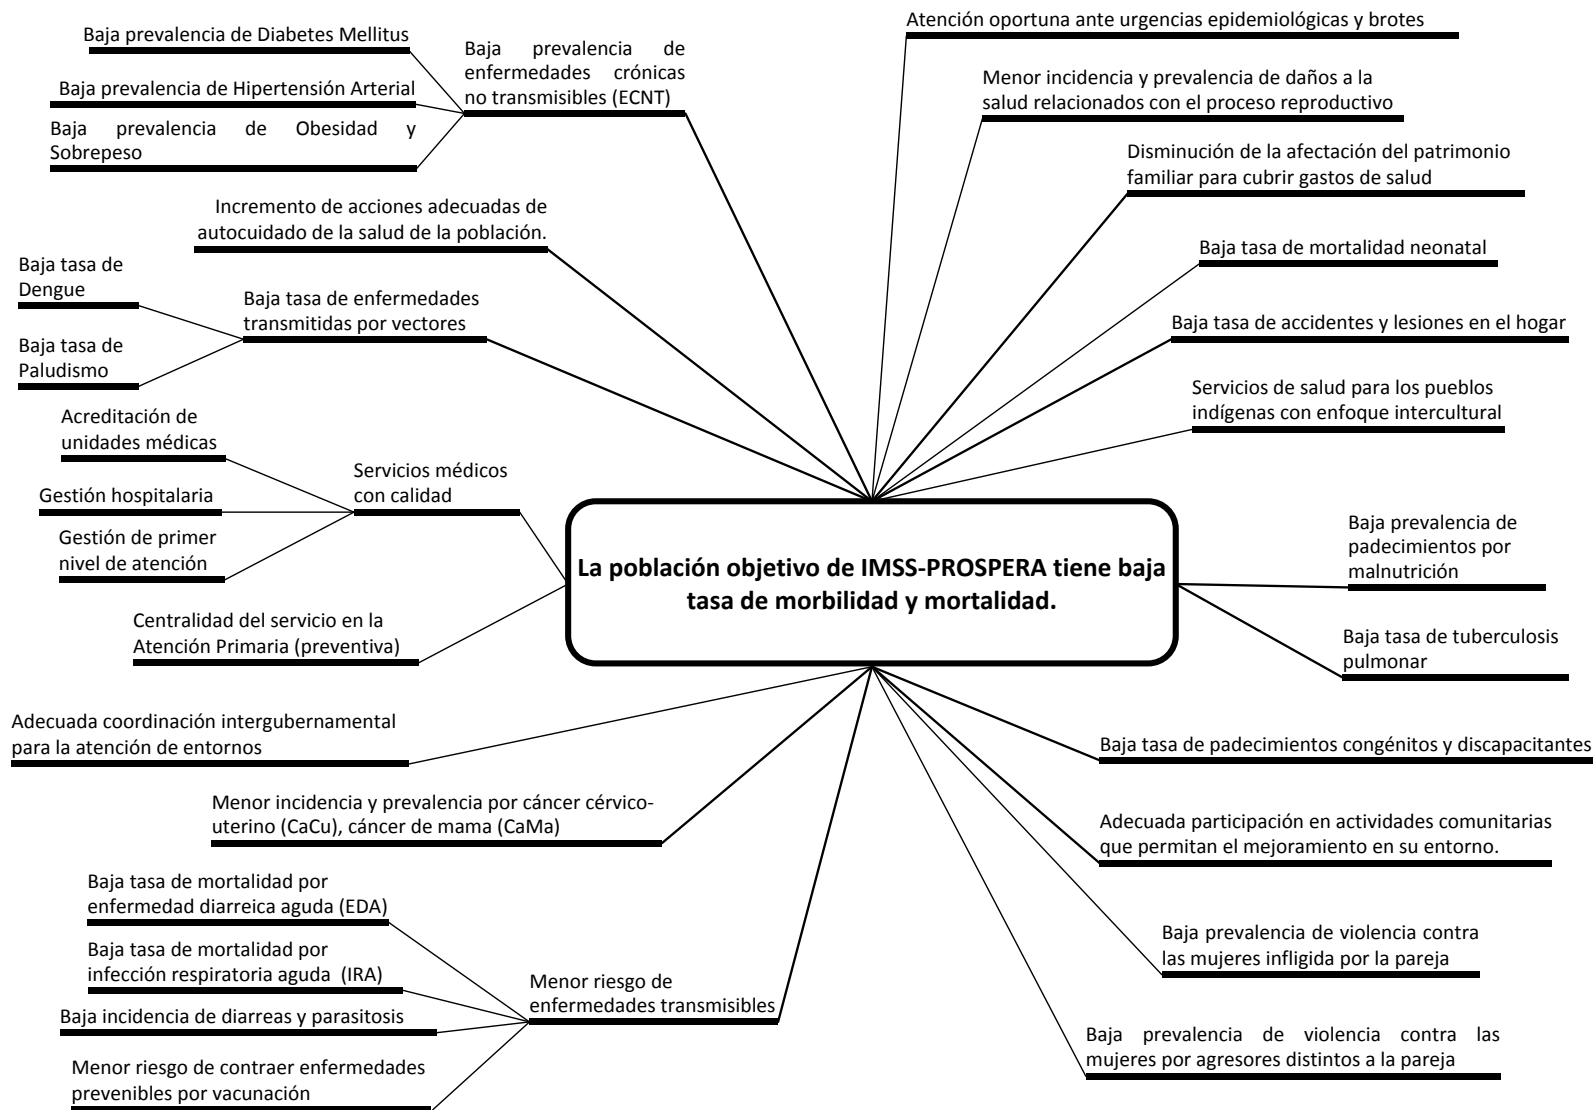 Baja prevalencia de Diabetes Mellitus
Baja prevalencia de Hipertensión Arterial
Baja prevalencia de Obesidad y
Sobrepeso
Baja prevalencia de
enfermedades crónicas
no transmisibles (ECNT)
Incremento de acciones adecuadas de
autocuidado de la salud de la población.
Baja tasa de
Dengue
Baja tasa de
Paludismo
Baja tasa de enfermedades
transmitidas por vectores
Acreditación de
unidades médicas
Gestión hospitalaria
Gestión de primer
nivel de atención
Servicios médicos
con calidad
Centralidad del servicio en la
Atención Primaria (preventiva)
Adecuada coordinación intergubernamental
para la atención de entornos
Menor incidencia y prevalencia por cáncer cérvico-
uterino (CaCu), cáncer de mama (CaMa)
Baja tasa de mortalidad por
enfermedad diarreica aguda (EDA)
Baja tasa de mortalidad por
infección respiratoria aguda (IRA)
Baja incidencia de diarreas y parasitosis
Menor riesgo de contraer enfermedades
prevenibles por vacunación
Menor riesgo de
enfermedades transmisibles
La población objetivo de IMSS-PROSPERA tiene baja
tasa de morbilidad y mortalidad.
Atención oportuna ante urgencias epidemiológicas y brotes
Menor incidencia y prevalencia de daños a la
salud relacionados con el proceso reproductivo
Disminución de la afectación del patrimonio
familiar para cubrir gastos de salud
Baja tasa de mortalidad neonatal
Baja tasa de accidentes y lesiones en el hogar
Servicios de salud para los pueblos
indígenas con enfoque intercultural
Baja prevalencia de
padecimientos por
malnutrición
Baja tasa de tuberculosis
pulmonar
Baja tasa de padecimientos congénitos y discapacitantes
Adecuada participación en actividades comunitarias
que permitan el mejoramiento en su entorno.
Baja prevalencia de violencia contra
las mujeres infligida por la pareja
Baja prevalencia de violencia contra las
mujeres por agresores distintos a la pareja